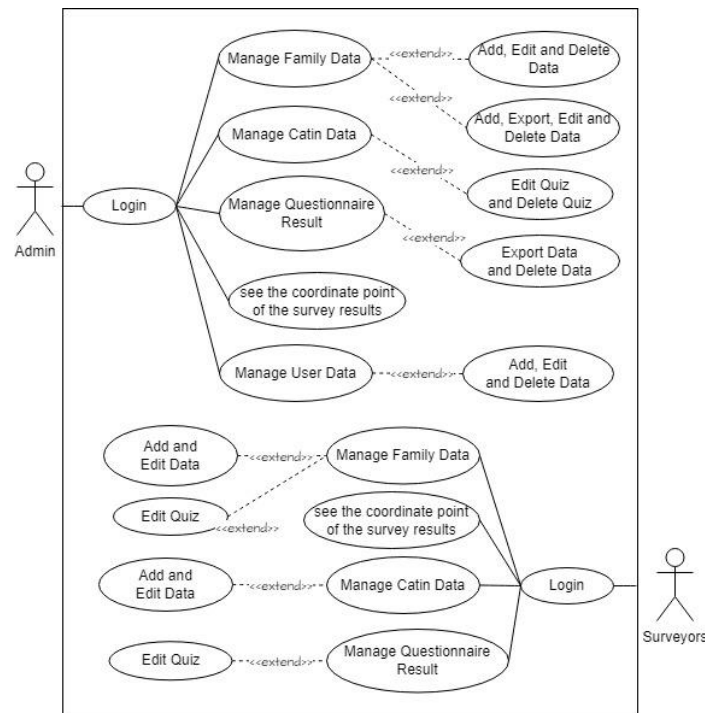 Manage Family Data
<<extend>>
Add, Edit and Delete
Data
<<extend>>
Add, Export, Edit and
Delete Data
Manage Catin Data
<<extend>>
Edit Quiz
and Delete Quiz
Admin
Login
Manage Questionnaire
Result
<<extend>>
Export Data
and Delete Data
see the coordinate point
of the survey results
Manage User Data
<<extend>>
Add, Edit
and Delete Data
Add and
Edit Data
<<extend>>
Manage Family Data
Edit Quiz
<<extend>>
see the coordinate point
of the survey results
Add and
Edit Data
<<extend>>
Manage Catin Data
Login
Surveyors
Edit Quiz
<<extend>>
Manage Questionnaire
Result